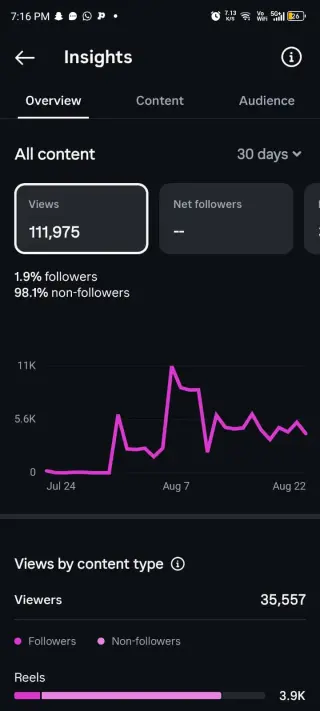 7:16 PM
7.13 K/S
Vo WiFi
5G
26
Insights
Overview
Content
Audience
All content
30 days
Views
Net followers
111,975
--
1.9% followers
98.1% non-followers
11K
5.6K
0
Jul 24
Aug 7
Aug 22
Views by content type
Viewers
35,557
Followers
Non-followers
Reels
3.9K